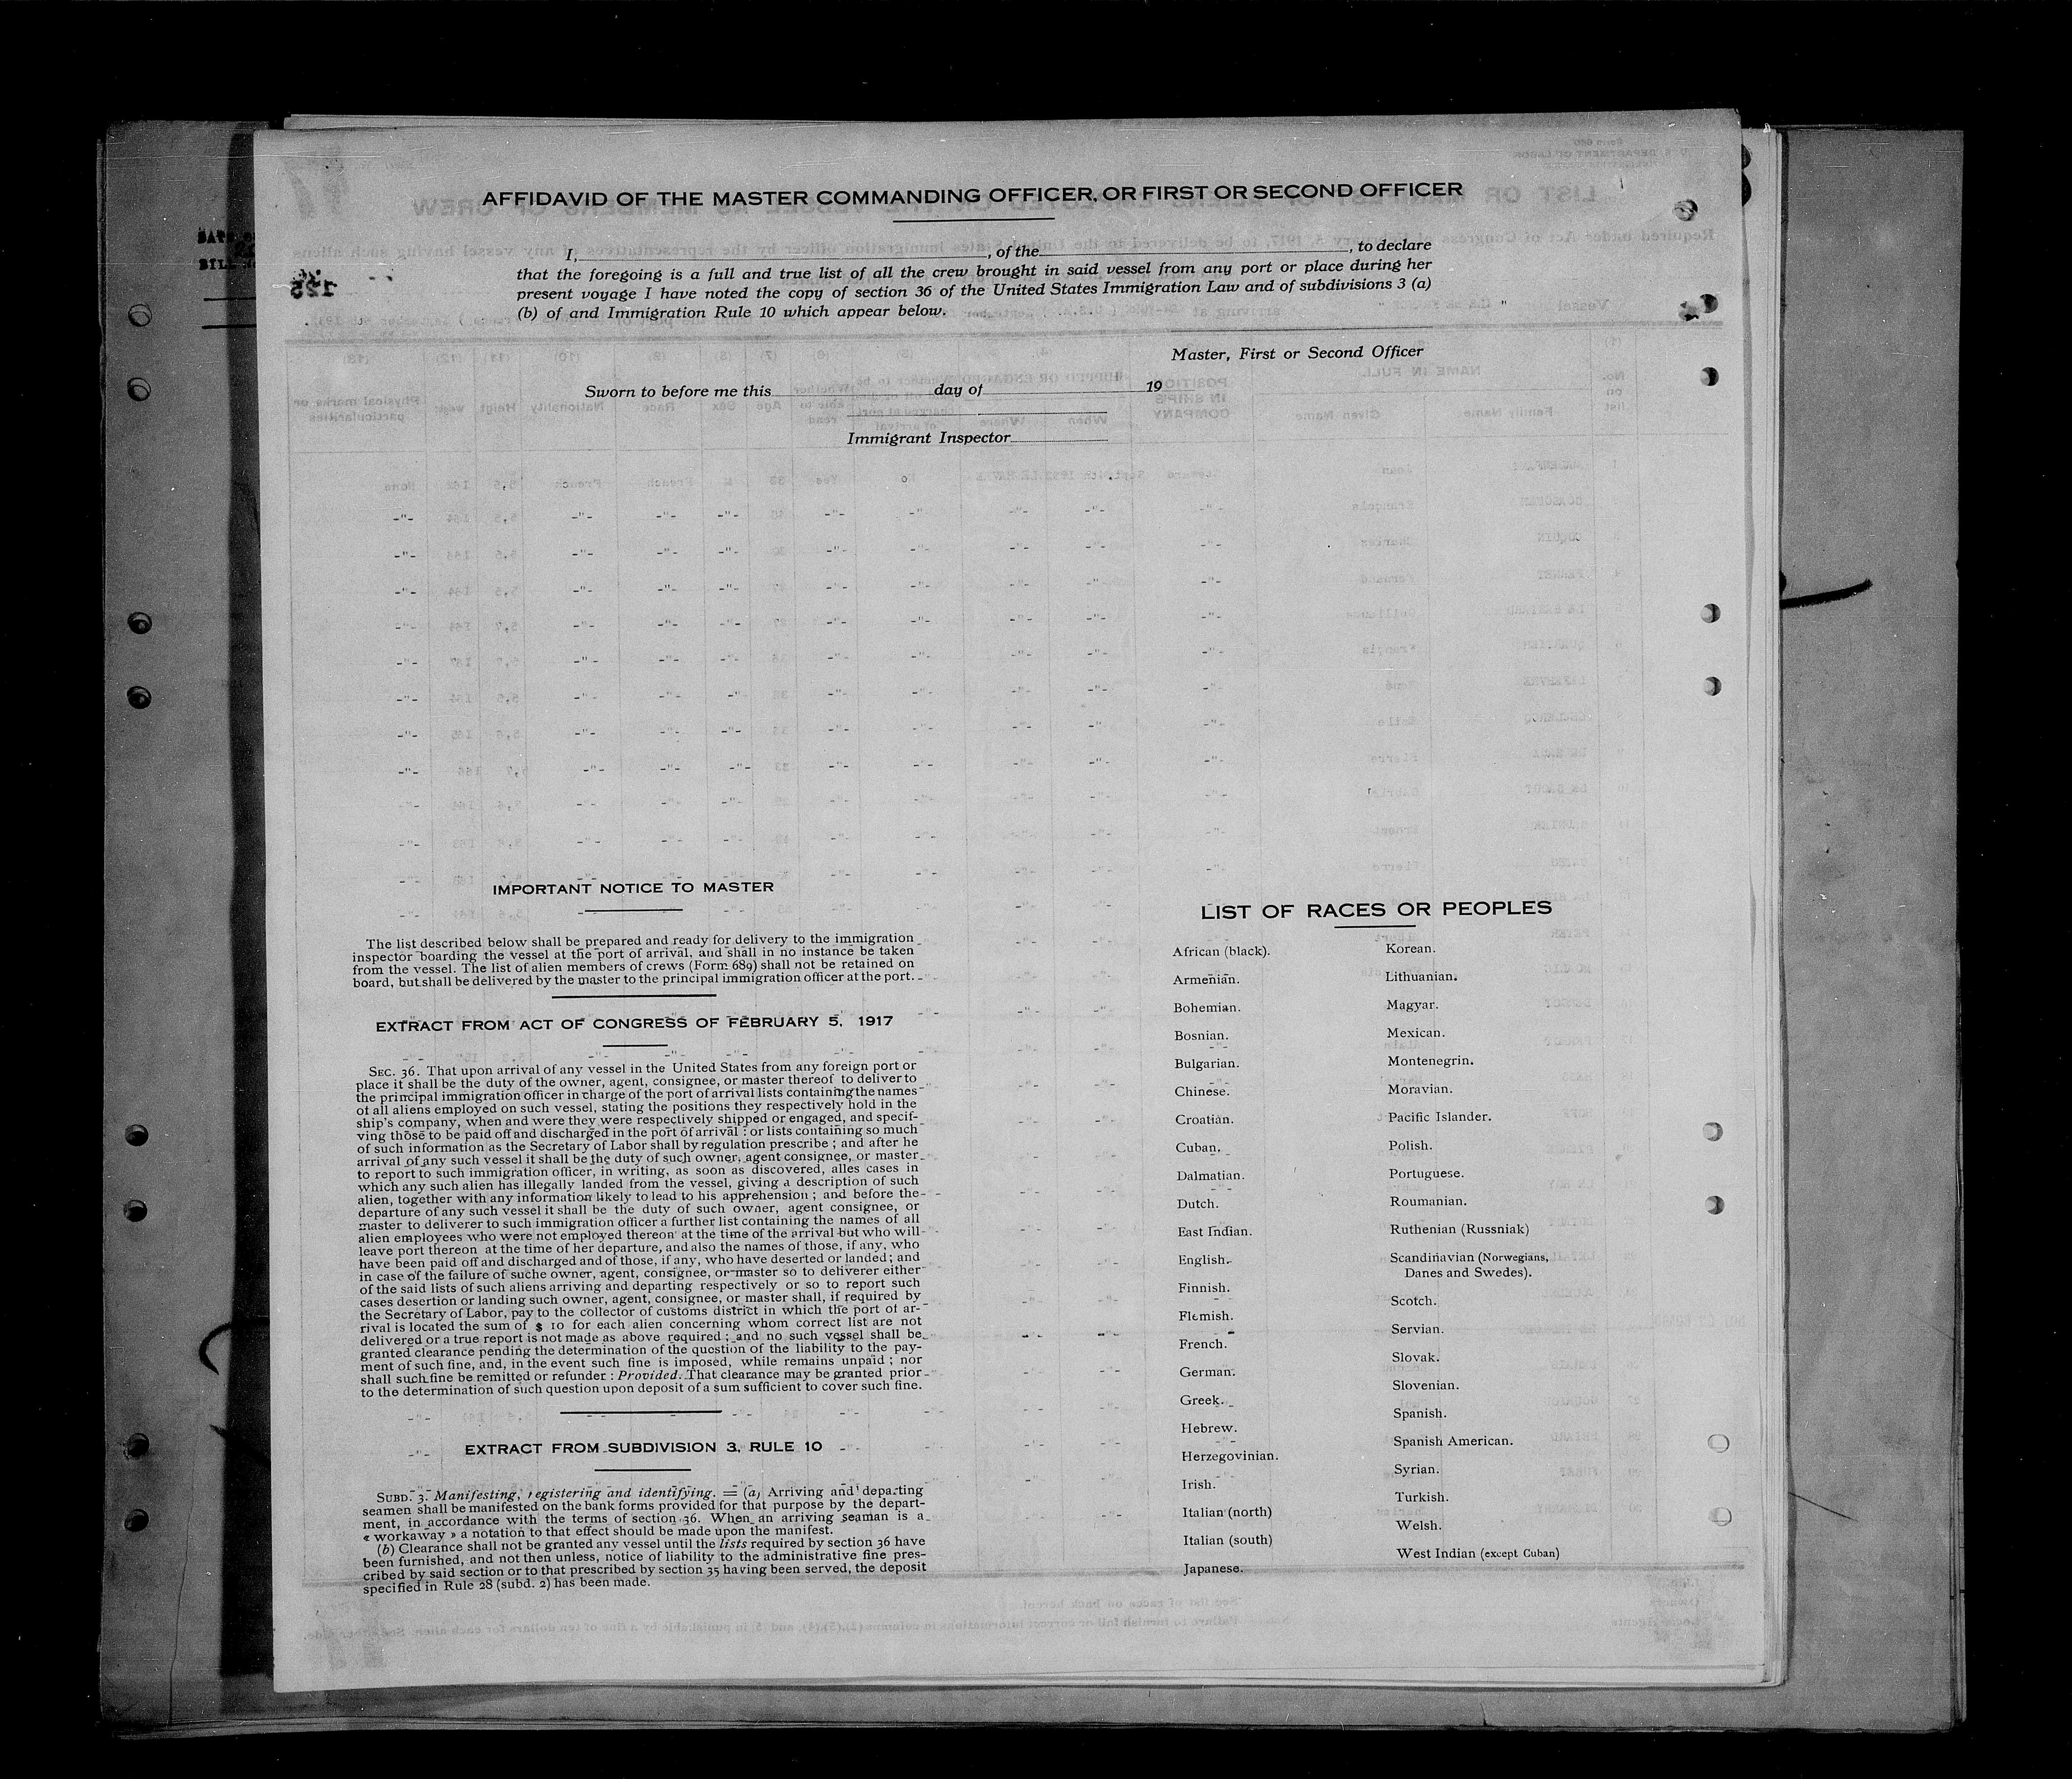 AFFIDAVID OF THE MASTER COMMANDING OFFICER, OR FIRST OR SECOND OFFICER
I, , of the , to declare
that the foregoing is a full and true list of all the crew brought in said vessel from any port or place during her
present voyage I have noted the copy of section 36 of the United States Immigration Law and of subdivisions 3 (a)
(b) of and Immigration Rule 10 which appear below.
Master, First or Second Officer
Sworn to before me this day of 19
Immigrant Inspector
IMPORTANT NOTICE TO MASTER
The list described below shall be prepared and ready for delivery to the immigration
inspector boarding the vessel at the port of arrival, and shall in no instance be taken
from the vessel. The list of alien members of crews (Form 689) shall not be retained on
board, but shall be delivered by the master to the principal immigration officer at the port.
EXTRACT FROM ACT OF CONGRESS OF FEBRUARY 5, 1917
SEC. 36. That upon arrival of any vessel in the United States from any foreign port or
place it shall be the duty of the owner, agent, consignee, or master thereof to deliver to
the principal immigration officer in charge of the port of arrival lists containing the names
of all aliens employed on such vessel, stating the positions they respectively hold in the
ship's company, when and were they were respectively shipped or engaged, and specif-
ving those to be paid off and discharged in the port of arrival : or lists containing so much
of such information as the Secretary of Labor shall by regulation prescribe ; and after he
arrival of any such vessel it shall be the duty of such owner, agent consignee, or master
to report to such immigration officer, in writing, as soon as discovered, alles cases in
which any such alien has illegally landed from the vessel, giving a description of such
alien, together with any information likely to lead to his apprehension ; and before the
departure of any such vessel it shall be the duty of such owner, agent consignee, or
master to deliverer to such immigration officer a further list containing the names of all
alien employees who were not employed thereon at the time of the arrival but who will
leave port thereon at the time of her departure, and also the names of those, if any, who
have been paid off and discharged and of those, if any, who have deserted or landed ; and
in case of the failure of suche owner, agent, consignee, or master so to deliverer either
of the said lists of such aliens arriving and departing respectively or so to report such
cases desertion or landing such owner, agent, consignee, or master shall, if required by
the Secretary of Labor, pay to the collector of customs district in which the port of ar-
rival is located the sum of $ 10 for each alien concerning whom correct list are not
delivered or a true report is not made as above required ; and no such vessel shall be
granted clearance pending the determination of the question of the liability to the pay-
ment of such fine, and, in the event such fine is imposed, while remains unpaid ; nor
shall such fine be remitted or refunder : Provided. That clearance may be granted prior
to the determination of such question upon deposit of a sum sufficient to cover such fine.
EXTRACT FROM SUBDIVISION 3, RULE 10
SUBD. 3. Manifesting, registering and identifying. — (a) Arriving and departing
seamen shall be manifested on the bank forms provided for that purpose by the depart-
ment, in accordance with the terms of section 36. When an arriving seaman is a
« workaway » a notation to that effect should be made upon the manifest.
(b) Clearance shall not be granted any vessel until the lists required by section 36 have
been furnished, and not then unless, notice of liability to the administrative fine pres-
cribed by said section or to that prescribed by section 35 having been served, the deposit
specified in Rule 28 (subd. 2) has been made.
LIST OF RACES OR PEOPLES
African (black).
Armenian.
Bohemian.
Bosnian.
Bulgarian.
Chinese.
Croatian.
Cuban.
Dalmatian.
Dutch.
East Indian.
English.
Finnish.
Flemish.
French.
German.
Greek.
Hebrew.
Herzegovinian.
Irish.
Italian (north)
Italian (south)
Japanese.
Korean.
Lithuanian.
Magyar.
Mexican.
Montenegrin.
Moravian.
Pacific Islander.
Polish.
Portuguese.
Roumanian.
Ruthenian (Russniak)
Scandinavian (Norwegians,
Danes and Swedes).
Scotch.
Servian.
Slovak.
Slovenian.
Spanish.
Spanish American.
Syrian.
Turkish.
Welsh.
West Indian (except Cuban)